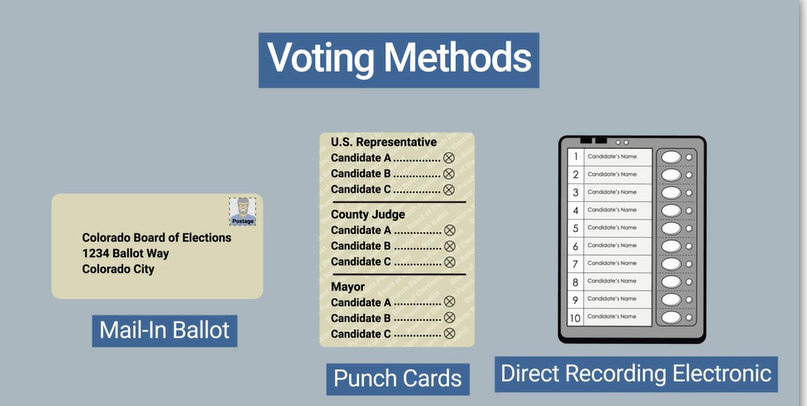 Voting Methods
Postage
Colorado Board of Elections
1234 Ballot Way
Colorado City
Mail-In Ballot
U.S. Representative
Candidate A ..............
Candidate B ..............
Candidate C ..............
County Judge
Candidate A ..............
Candidate B ..............
Candidate C ..............
Mayor
Candidate A ..............
Candidate B ..............
Candidate C ..............
Punch Cards
1 Candidate's Name
2 Candidate's Name
3 Candidate's Name
4 Candidate's Name
5 Candidate's Name
6 Candidate's Name
7 Candidate's Name
8 Candidate's Name
9 Candidate's Name
10 Candidate's Name
Direct Recording Electronic